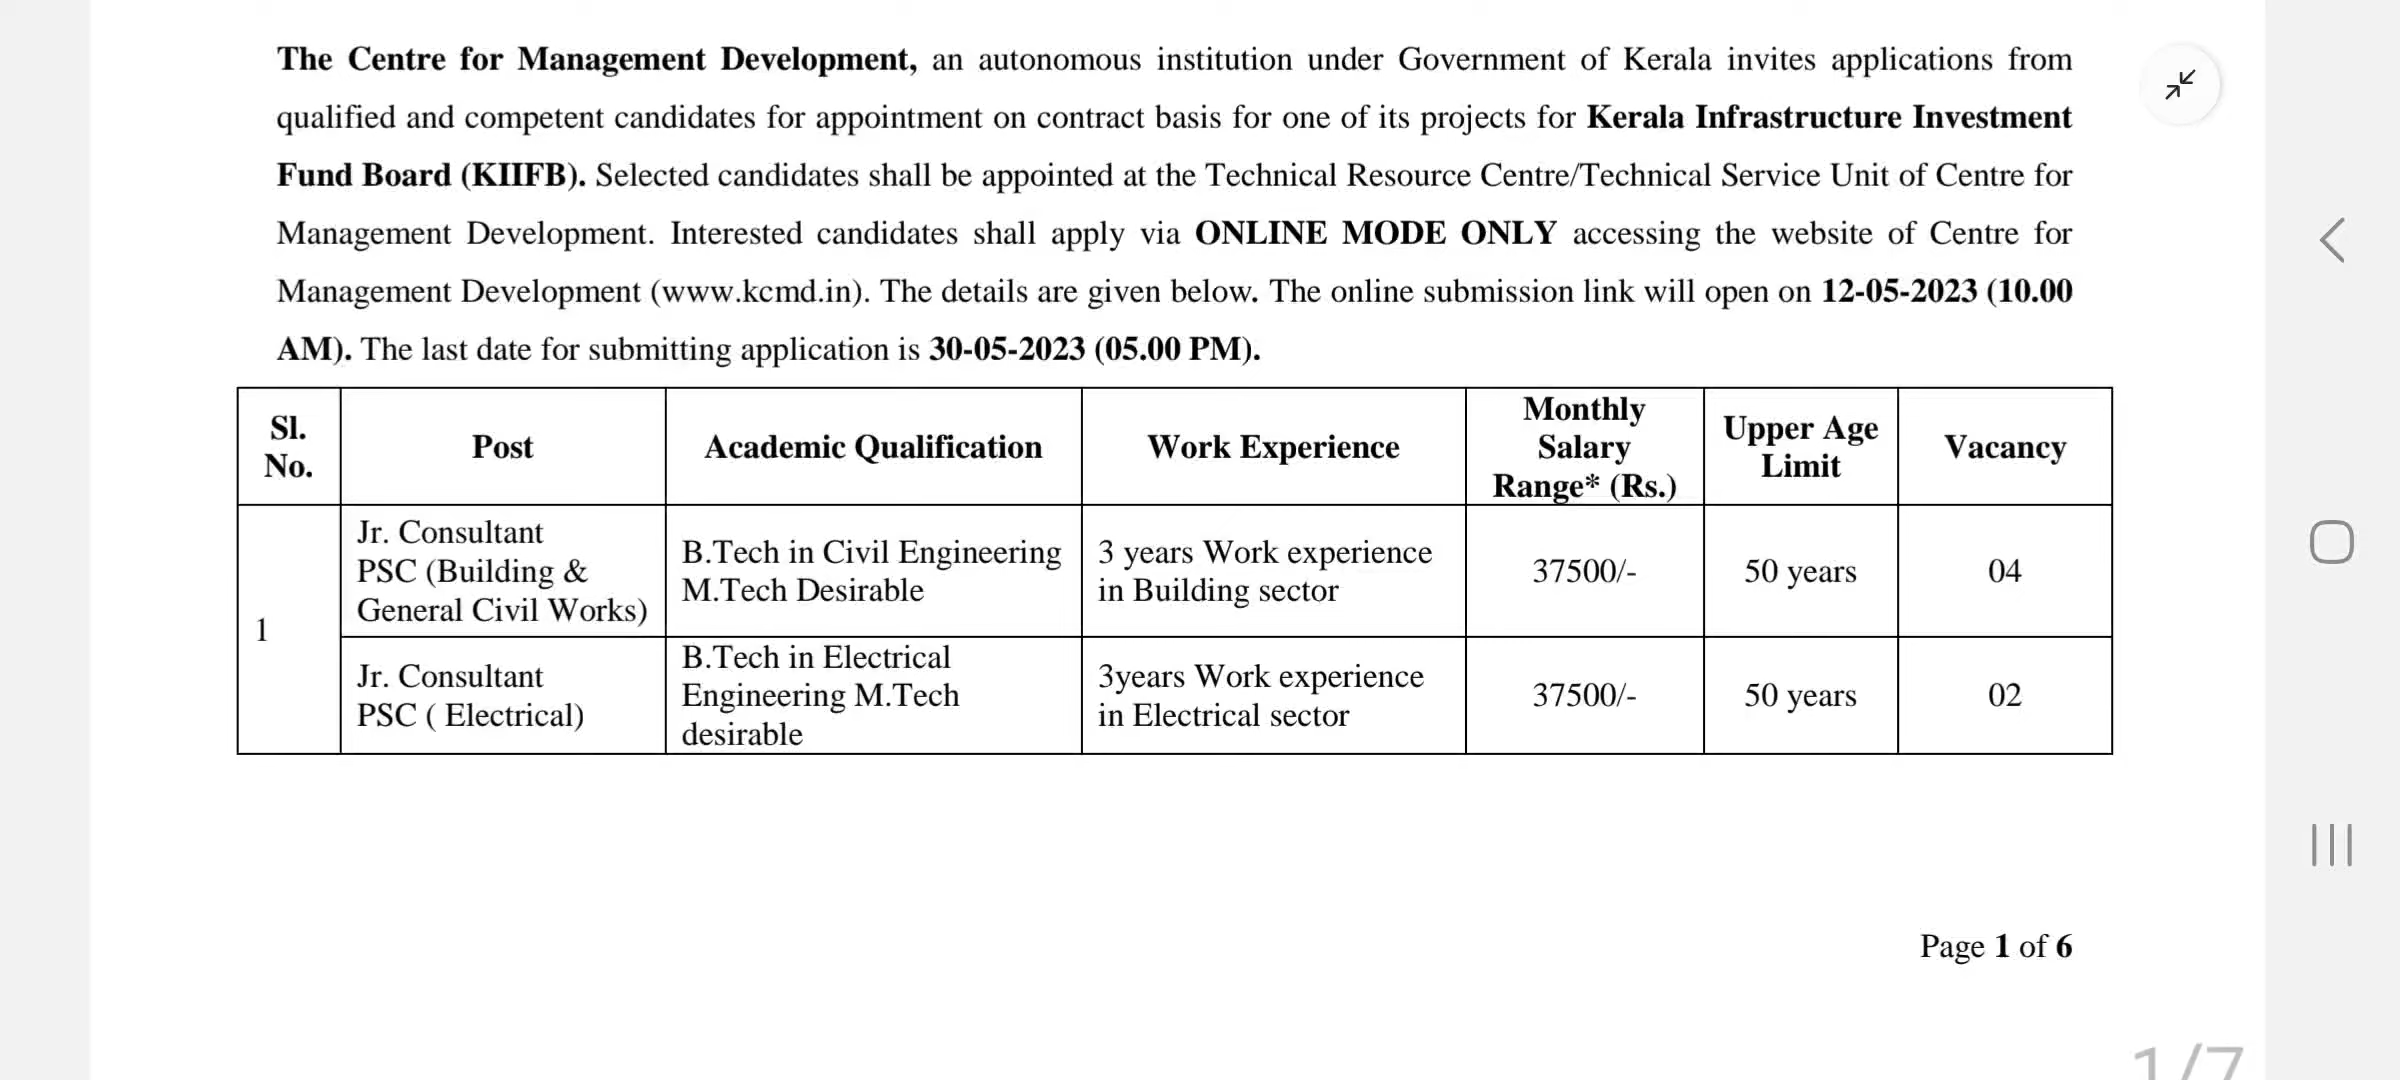 The Centre for Management Development, an autonomous institution under Government of Kerala invites applications from
qualified and competent candidates for appointment on contract basis for one of its projects for Kerala Infrastructure Investment
Fund Board (KIIFB). Selected candidates shall be appointed at the Technical Resource Centre/Technical Service Unit of Centre for
Management Development. Interested candidates shall apply via ONLINE MODE ONLY accessing the website of Centre for
Management Development (www.kcmd.in). The details are given below. The online submission link will open on 12-05-2023 (10.00
AM). The last date for submitting application is 30-05-2023 (05.00 PM).
Sl.
No.
Post
Academic Qualification
Work Experience
Monthly
Salary
Range* (Rs.)
Upper Age
Limit
Vacancy
1
Jr. Consultant
PSC (Building &
General Civil Works)
B.Tech in Civil Engineering
M.Tech Desirable
3 years Work experience
in Building sector
37500/-
50 years
04
Jr. Consultant
PSC ( Electrical)
B.Tech in Electrical
Engineering M.Tech
desirable
3years Work experience
in Electrical sector
37500/-
50 years
02
Page 1 of 6
1/7